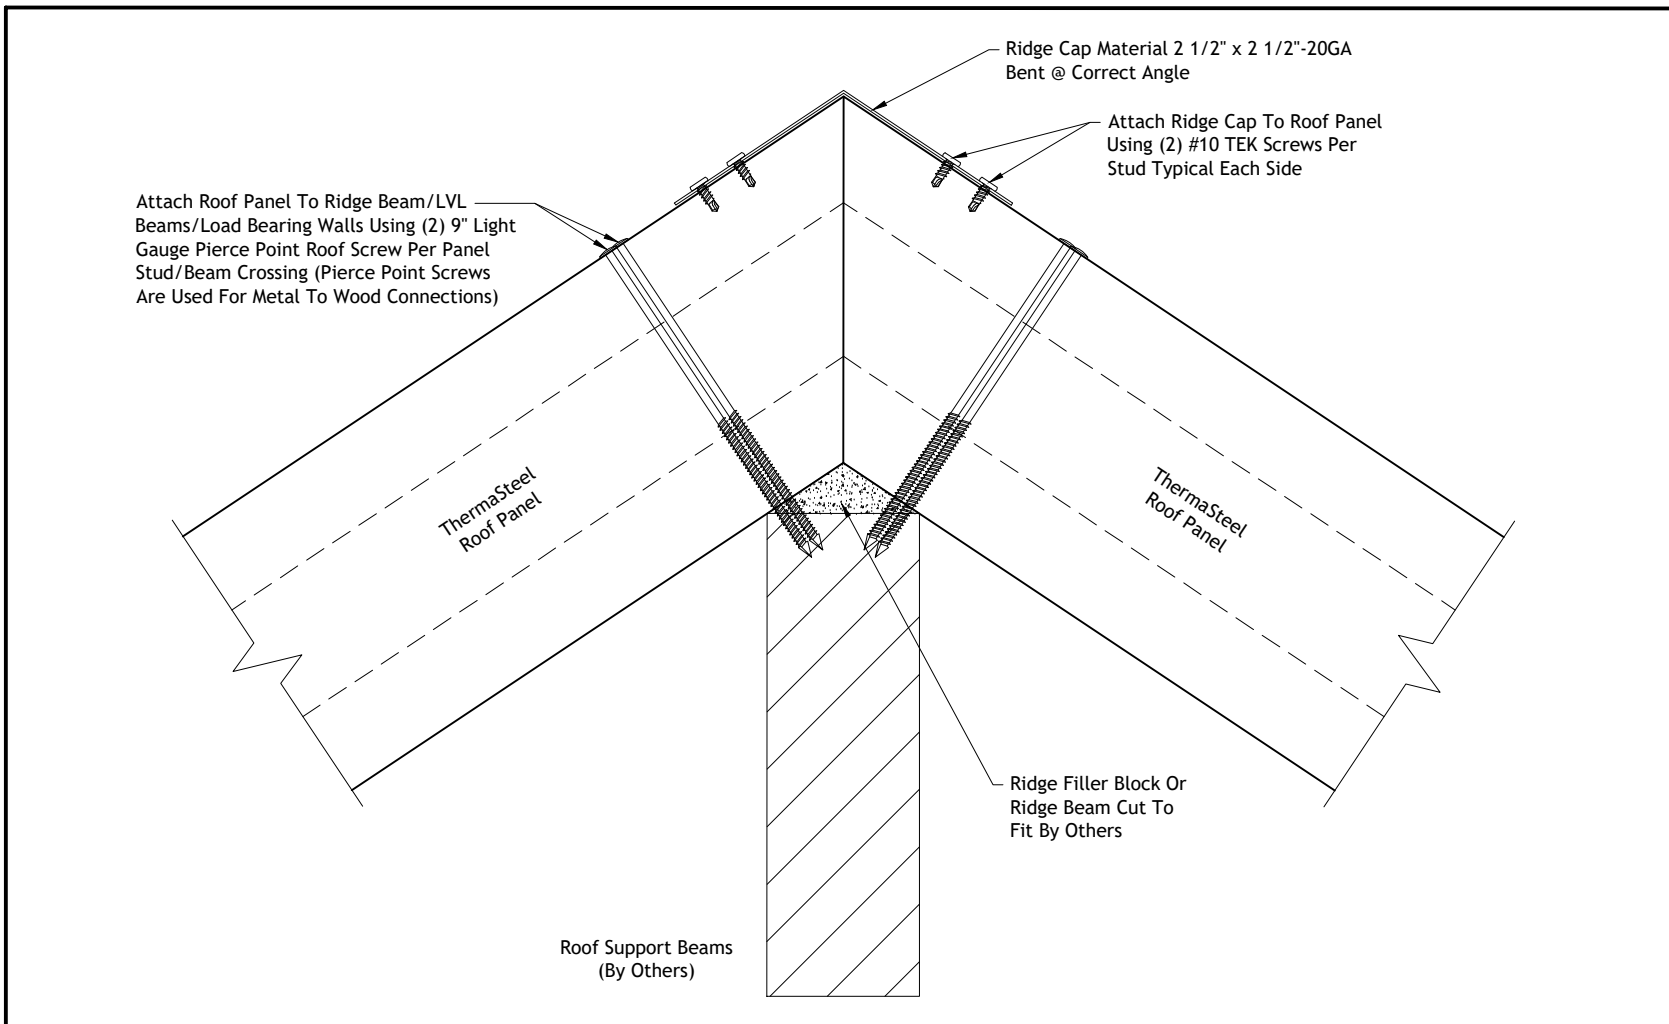 Ridge Cap Material 2 1/2" x 2 1/2"-20GA
Bent @ Correct Angle
Attach Ridge Cap To Roof Panel
Using (2) #10 TEK Screws Per
Stud Typical Each Side
Attach Roof Panel To Ridge Beam/LVL
Beams/Load Bearing Walls Using (2) 9" Light
Gauge Pierce Point Roof Screw Per Panel
Stud/Beam Crossing (Pierce Point Screws
Are Used For Metal To Wood Connections)
ThermaSteel
Roof Panel
ThermaSteel
Roof Panel
Ridge Filler Block Or
Ridge Beam Cut To
Fit By Others
Roof Support Beams
(By Others)